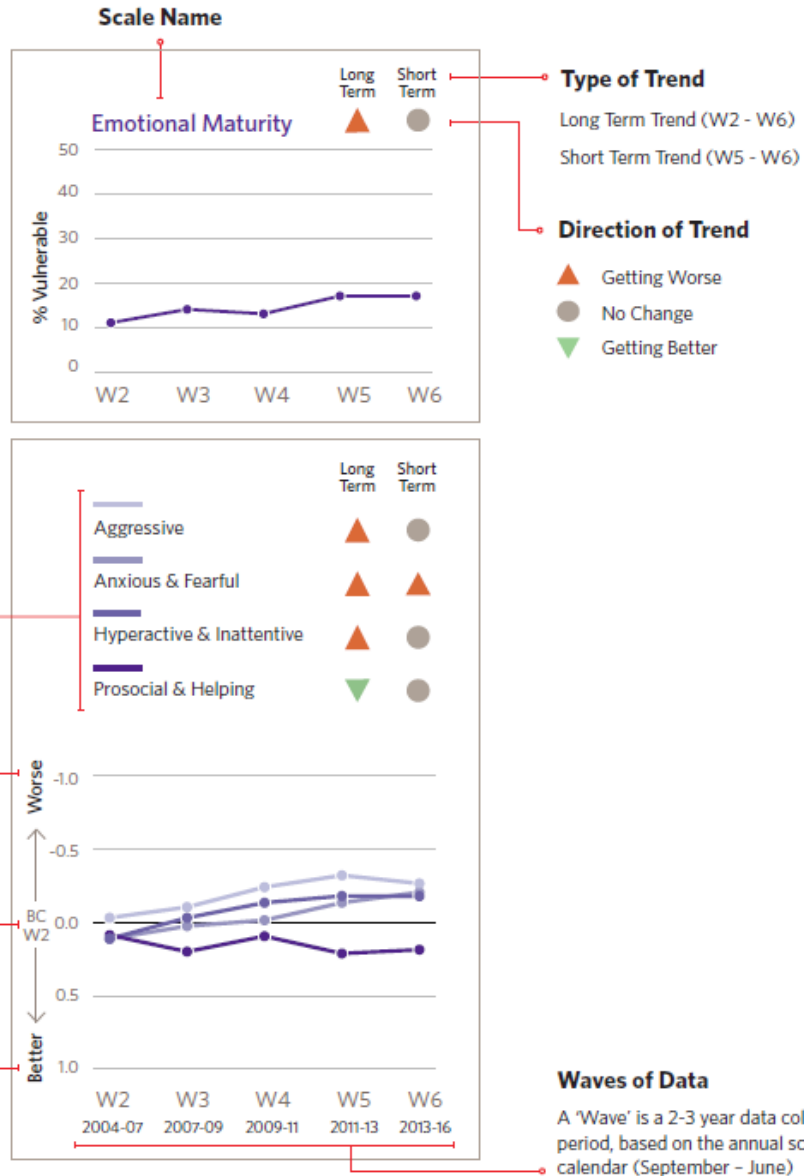 Scale Name
Long Short
Term Term
Type of Trend
Long Term Trend (W2 - W6)
Short Term Trend (W5 - W6)
Emotional Maturity
50
40
30
20
10
0
% Vulnerable
W2 W3 W4 W5 W6
Direction of Trend
Getting Worse
No Change
Getting Better
Long Short
Term Term
Aggressive
Anxious & Fearful
Hyperactive & Inattentive
Prosocial & Helping
Worse
-1.0
-0.5
BC
W2
0.0
0.5
1.0
Better
W2 W3 W4 W5 W6
2004-07 2007-09 2009-11 2011-13 2013-16
Waves of Data
A ‘Wave’ is a 2-3 year data
period, based on the annual
calendar (September – June)